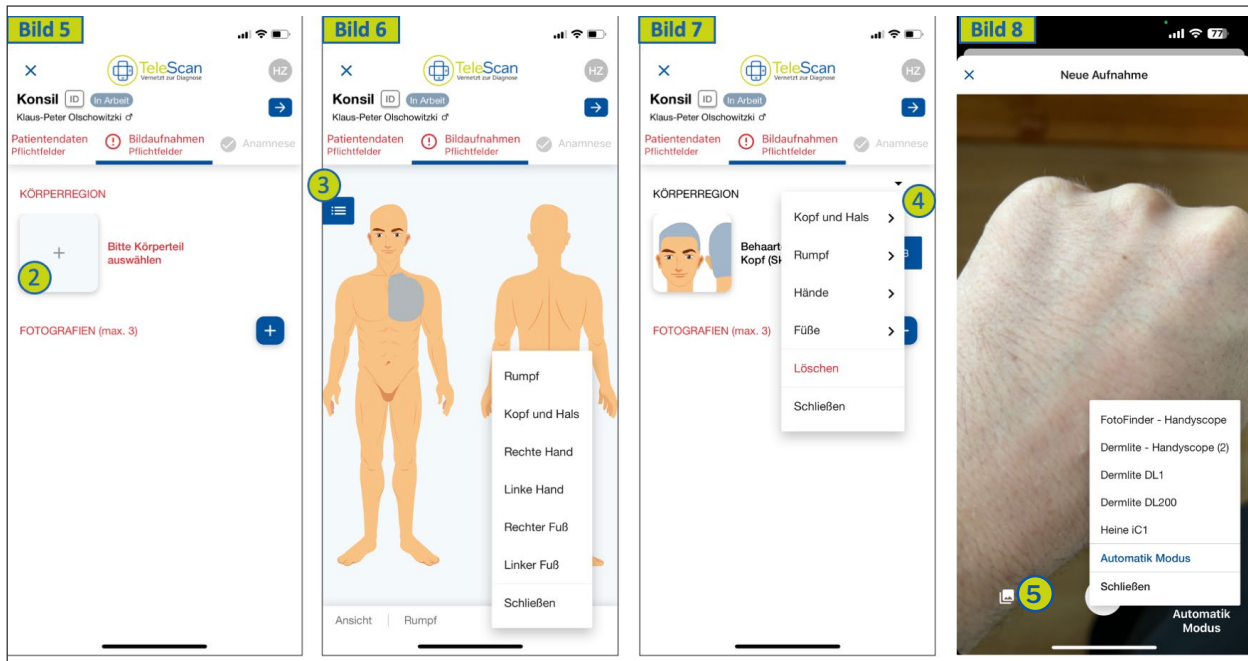 Bild 5
TeleScan
Vernetzt zur Diagnose
HZ
Konsil ID In Arbeit
Klaus-Peter Olschowitzki ♂
Patientendaten
Pflichtfelder
Bildaufnahmen
Pflichtfelder
Anamnese
KÖRPERREGION
+
Bitte Körperteil
auswählen
2
FOTOGRAFIEN (max. 3)
+
Bild 6
TeleScan
Vernetzt zur Diagnose
HZ
Konsil ID In Arbeit
Klaus-Peter Olschowitzki ♂
Patientendaten
Pflichtfelder
Bildaufnahmen
Pflichtfelder
Anamnese
3
Rumpf
Kopf und Hals
Rechte Hand
Linke Hand
Rechter Fuß
Linker Fuß
Schließen
Ansicht | Rumpf
Bild 7
TeleScan
Vernetzt zur Diagnose
HZ
Konsil ID In Arbeit
Klaus-Peter Olschowitzki ♂
Patientendaten
Pflichtfelder
Bildaufnahmen
Pflichtfelder
Anamnese
KÖRPERREGION
4
Behaart
Kopf (Sk
FOTOGRAFIEN (max. 3)
Kopf und Hals
Rumpf
Hände
Füße
Löschen
Schließen
Bild 8
77
Neue Aufnahme
FotoFinder - Handyscope
Dermlite - Handyscope (2)
Dermlite DL1
Dermlite DL200
Heine iC1
Automatik Modus
Schließen
5
Automatik
Modus